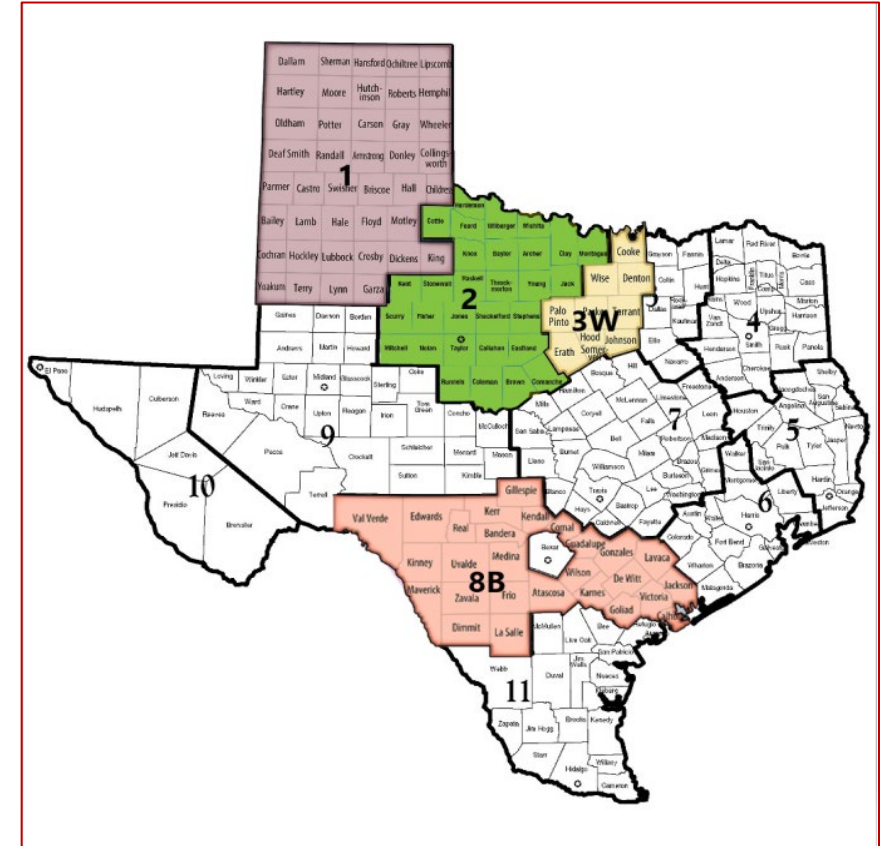 Dallam Sherman Hansford Ochiltree Lipscomb
Hartley Moore Hutch-
inson Roberts Hemphill
Oldham Potter Carson Gray Wheeler
Deaf Smith Randall Armstrong Donley Collings-
worth
1
Parmer Castro Swisher Briscoe Hall Childress
Bailey Lamb Hale Floyd Motley
Cochran Hockley Lubbock Crosby Dickens King
Yoakum Terry Lynn Garza
Hardeman
Cottle Foard Wilbarger Wichita
Knox Baylor Archer Clay Montague
Kent Stonewall Haskell Throck-
morton Young Jack
2
Scurry Fisher Jones Shackelford Stephens
Mitchell Nolan Taylor Callahan Eastland
Runnels Coleman Brown Comanche
Cooke
Wise Denton
Palo
Pinto Parker Tarrant
3W
Hood Johnson
Erath Somer-
vell
Grayson Fannin
Collin Hunt
3
Dallas Rock-
wall
Kaufman
Ellis
Navarro
Lamar Red River
Delta Bowie
Hopkins Franklin Titus Morris Cass
Camp
Wood Upshur Marion
4
Van
Zandt Gregg Harrison
Smith
Henderson Rusk Panola
Cherokee
Anderson
Shelby
Nacogdoches San
Augustine
Houston Angelina Sabine
5
Trinity Newton
Polk Tyler Jasper
San
Jacinto
Hardin
Orange
Jefferson
Walker
Montgomery Liberty
6
Austin Waller Harris
Colorado Fort Bend Galveston
Wharton Brazoria
Matagorda
Hill
Bosque Freestone
Hamilton McLennan Limestone
Mills Coryell Falls Leon
7
San Saba Lampasas Bell Robertson Madison
Milam Brazos Grimes
Llano Burnet Williamson Burleson
Blanco Travis Lee Washington
Hays Bastrop
Caldwell Fayette
Gaines Dawson Borden
Andrews Martin Howard
Loving Winkler Ector Midland Glasscock Sterling Coke
Reeves Ward Crane Upton Reagan Irion Tom
Green Concho
9
McCulloch
Pecos Crockett Schleicher Menard Mason
Sutton Kimble
Terrell
El Paso
Hudspeth Culberson
Jeff Davis
10
Presidio
Brewster
Gillespie
Val Verde Edwards Kerr Kendall Comal
Real Bandera
Bexar Guadalupe Gonzales Lavaca
Kinney Uvalde Medina Wilson De Witt
8B
Maverick Zavala Frio Atascosa Karnes Victoria Jackson
Goliad Calhoun
Dimmit La Salle
McMullen Bee Refugio
Live Oak
San Patricio
Webb Duval Jim
Wells Nueces
11
Kleberg
Zapata Jim Hogg Brooks Kenedy
Starr Willacy
Hidalgo
Cameron